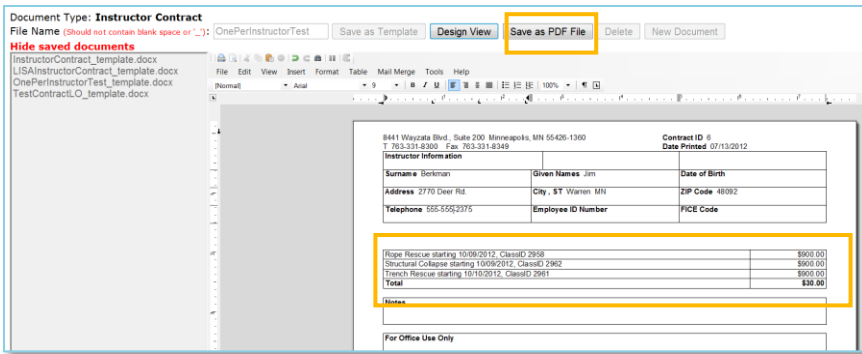 Document Type: Instructor Contract
File Name (Should not contain blank space or '_'): OnePerInstructorTest Save as Template Design View Save as PDF File Delete New Document
Hide saved documents
InstructorContract_template.docx
LISAInstructorContract_template.docx
OnePerInstructorTest_template.docx
TestContractLO_template.docx
File Edit View Insert Format Table Mail Merge Tools Help
[Normal] Arial 9 B I U 100% ¶
8441 Wayzata Blvd., Suite 200 Minneapolis, MN 55426-1360 Contract ID 6
T 763-331-8300 Fax 763-331-8349 Date Printed 07/13/2012
Instructor Information
Surname Berkman Given Names Jim Date of Birth
Address 2770 Deer Rd. City , ST Warren MN ZIP Code 48092
Telephone 555-555-2375 Employee ID Number FICE Code
Rope Rescue starting 10/09/2012, ClassID 2958 $900.00
Structural Collapse starting 10/09/2012, ClassID 2962 $900.00
Trench Rescue starting 10/10/2012, ClassID 2961 $900.00
Total $30.00
Notes
For Office Use Only